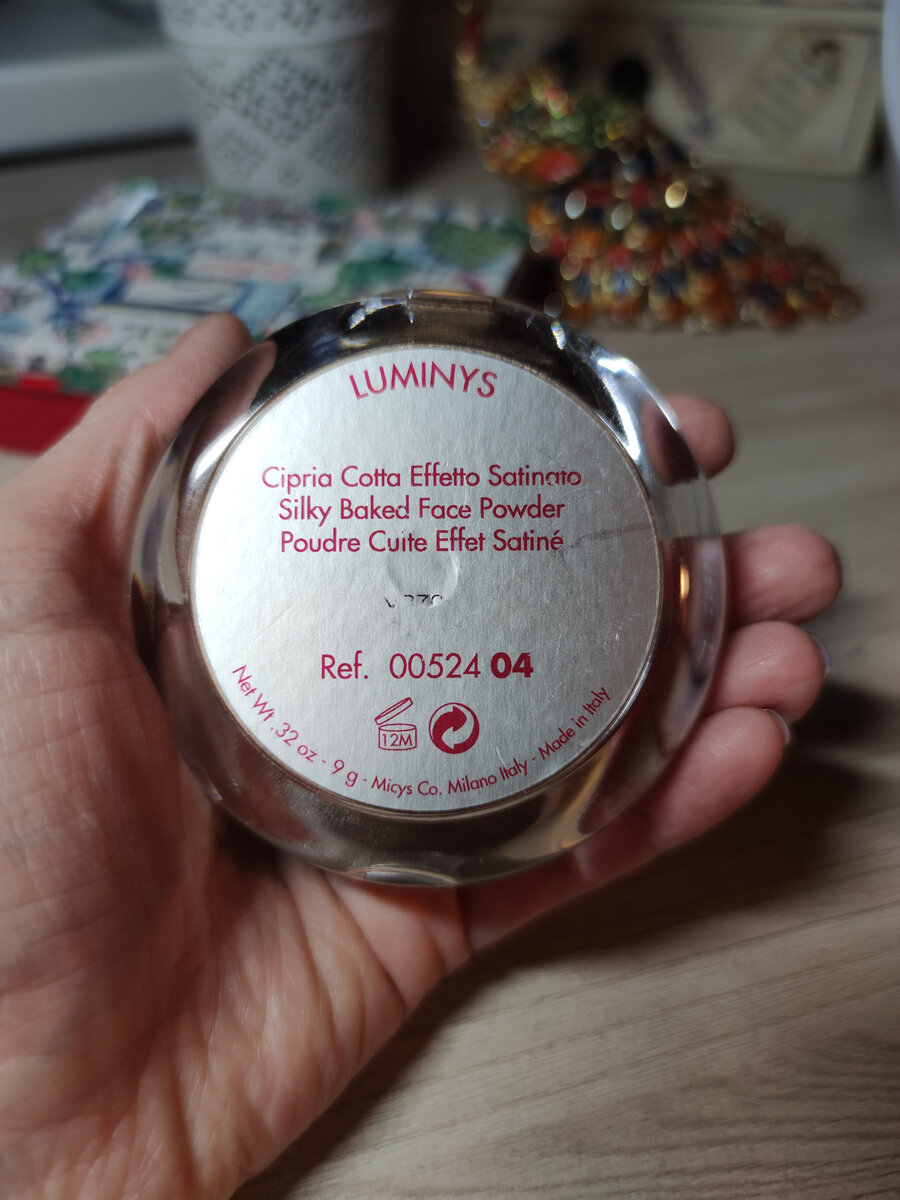 LUMINYS
Cipria Cotta Effetto Satinato
Silky Baked Face Powder
Poudre Cuite Effet Satiné
Ref. 00524 04
12M
Net Wt .32 oz - 9 g - Micys Co. Milano Italy - Made in Italy